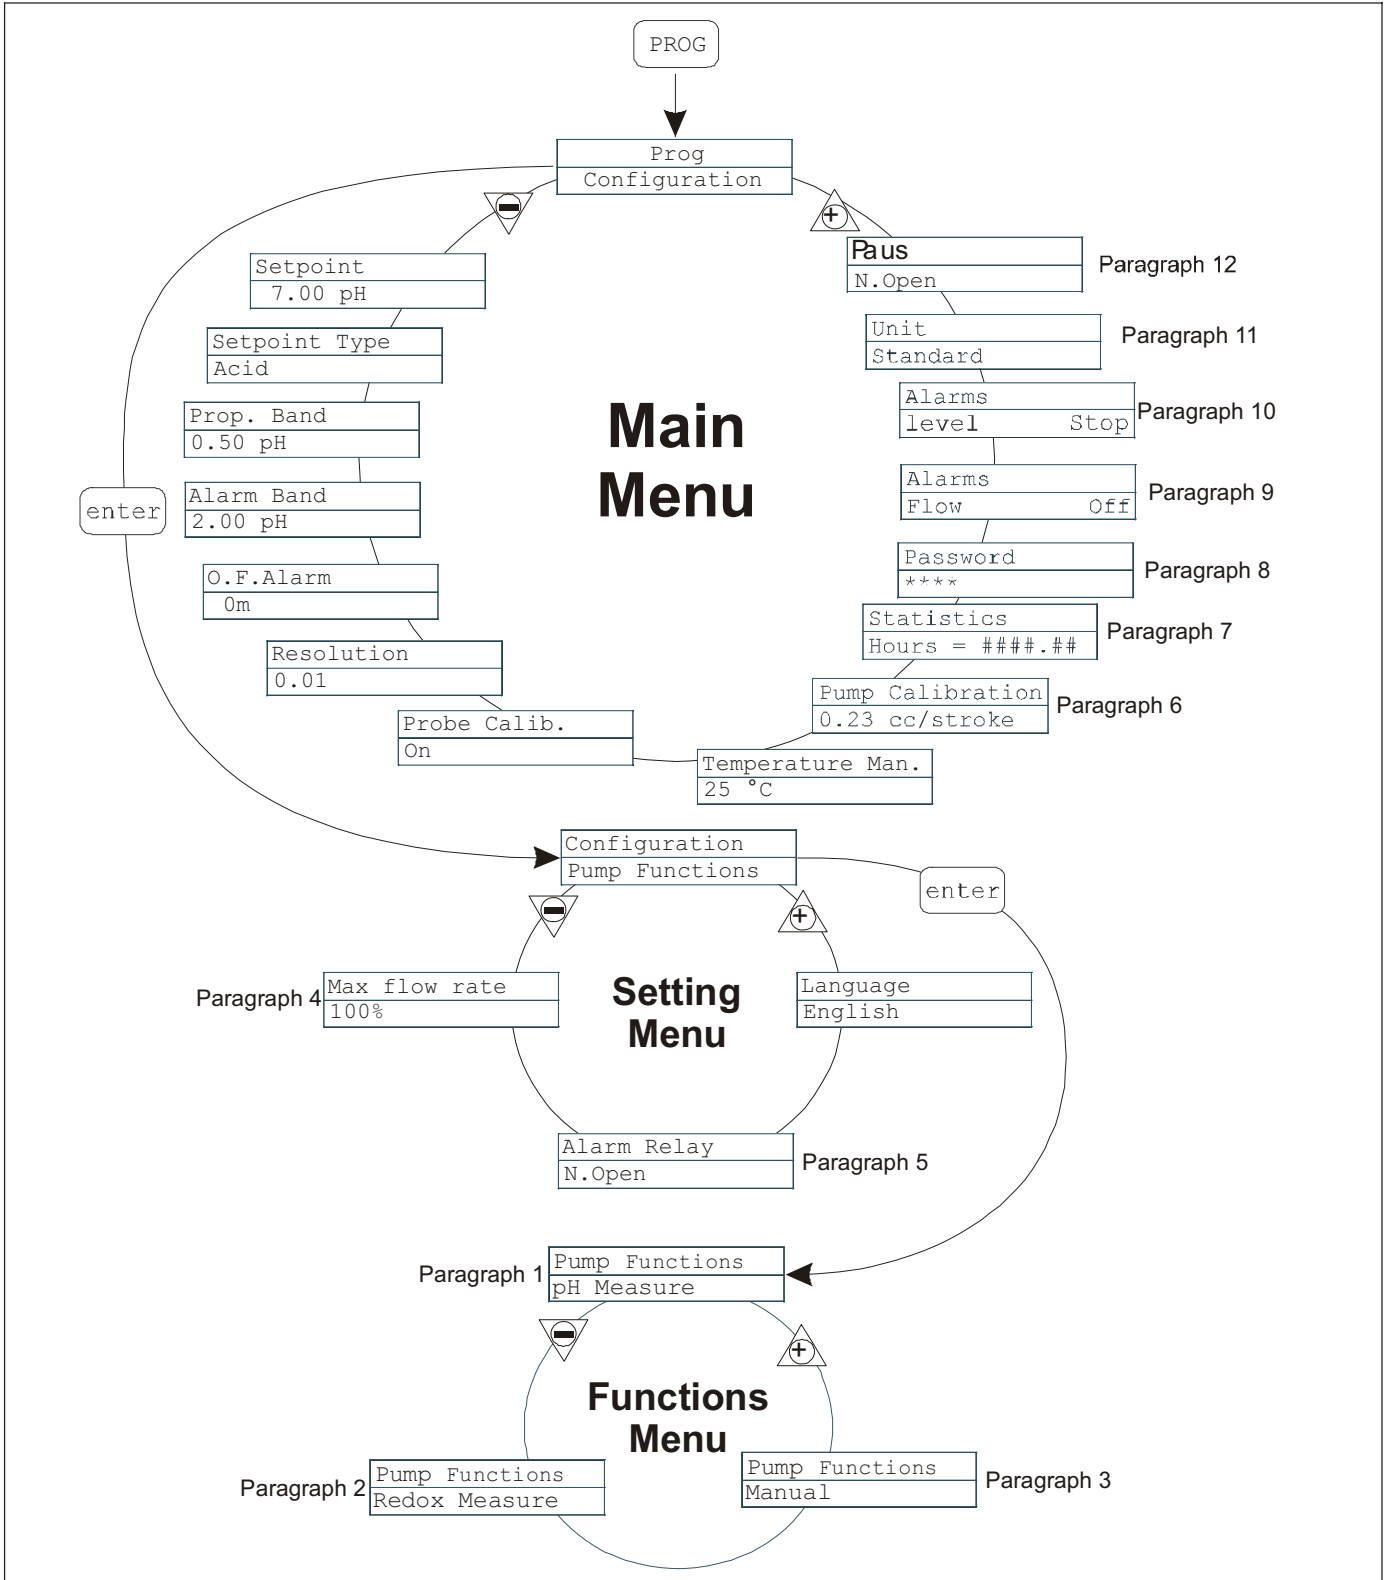 PROG
Prog
Configuration
Setpoint
7.00 pH
Setpoint Type
Acid
Prop. Band
0.50 pH
Alarm Band
2.00 pH
O.F.Alarm
0m
Resolution
0.01
Probe Calib.
On
Temperature Man.
25 °C
Pump Calibration
0.23 cc/stroke
Paragraph 6
Statistics
Hours = ####.##
Paragraph 7
Password
****
Paragraph 8
Alarms
Flow Off
Paragraph 9
Alarms
level Stop
Paragraph 10
Unit
Standard
Paragraph 11
Paus
N.Open
Paragraph 12
Main
Menu
enter
Configuration
Pump Functions
enter
Paragraph 4
Max flow rate
100%
Setting
Menu
Language
English
Alarm Relay
N.Open
Paragraph 5
Paragraph 1
Pump Functions
pH Measure
Functions
Menu
Paragraph 2
Pump Functions
Redox Measure
Pump Functions
Manual
Paragraph 3